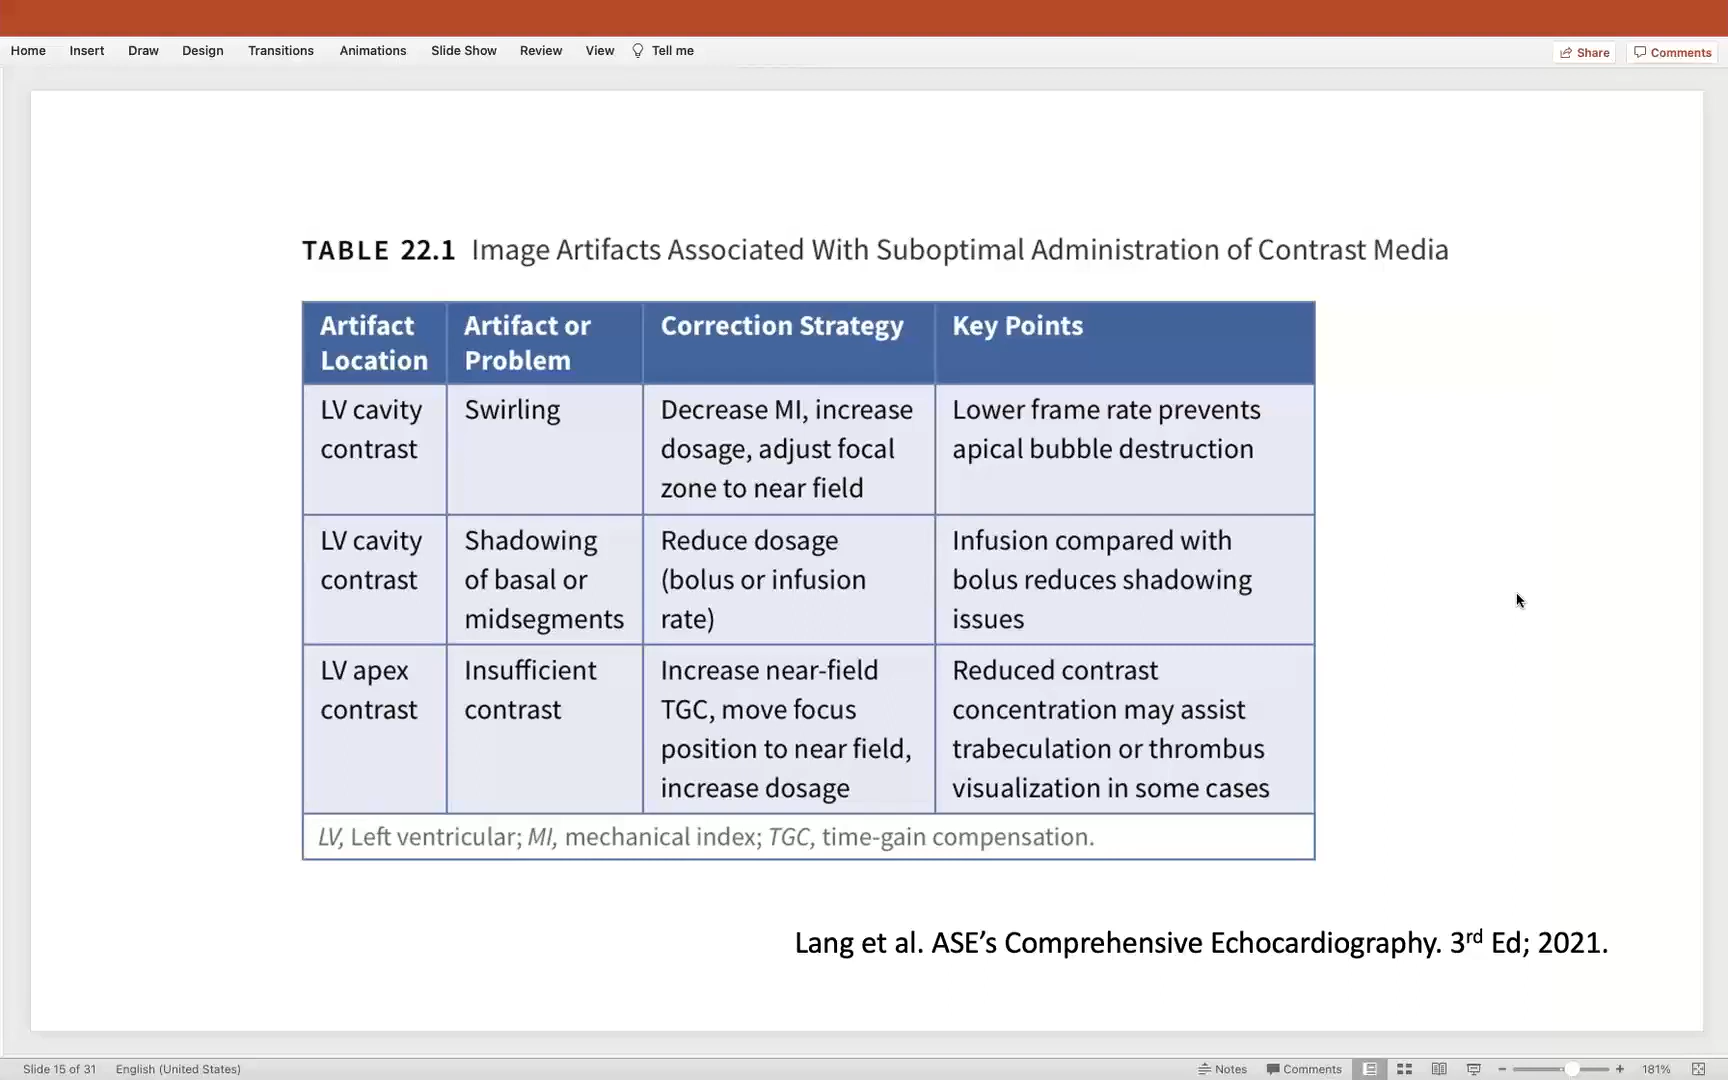 Home Insert Draw Design Transitions Animations Slide Show Review View Tell me Share Comments
TABLE 22.1 Image Artifacts Associated With Suboptimal Administration of Contrast Media
Artifact Location
Artifact or Problem
Correction Strategy
Key Points
LV cavity
contrast
Swirling
Decrease MI, increase
dosage, adjust focal
zone to near field
Lower frame rate prevents
apical bubble destruction
LV cavity
contrast
Shadowing
of basal or
midsegments
Reduce dosage
(bolus or infusion
rate)
Infusion compared with
bolus reduces shadowing
issues
LV apex
contrast
Insufficient
contrast
Increase near-field
TGC, move focus
position to near field,
increase dosage
Reduced contrast
concentration may assist
trabeculation or thrombus
visualization in some cases
LV, Left ventricular; MI, mechanical index; TGC, time-gain compensation.
Lang et al. ASE’s Comprehensive Echocardiography. 3rd Ed; 2021.
Slide 15 of 31 English (United States) Notes Comments 181%